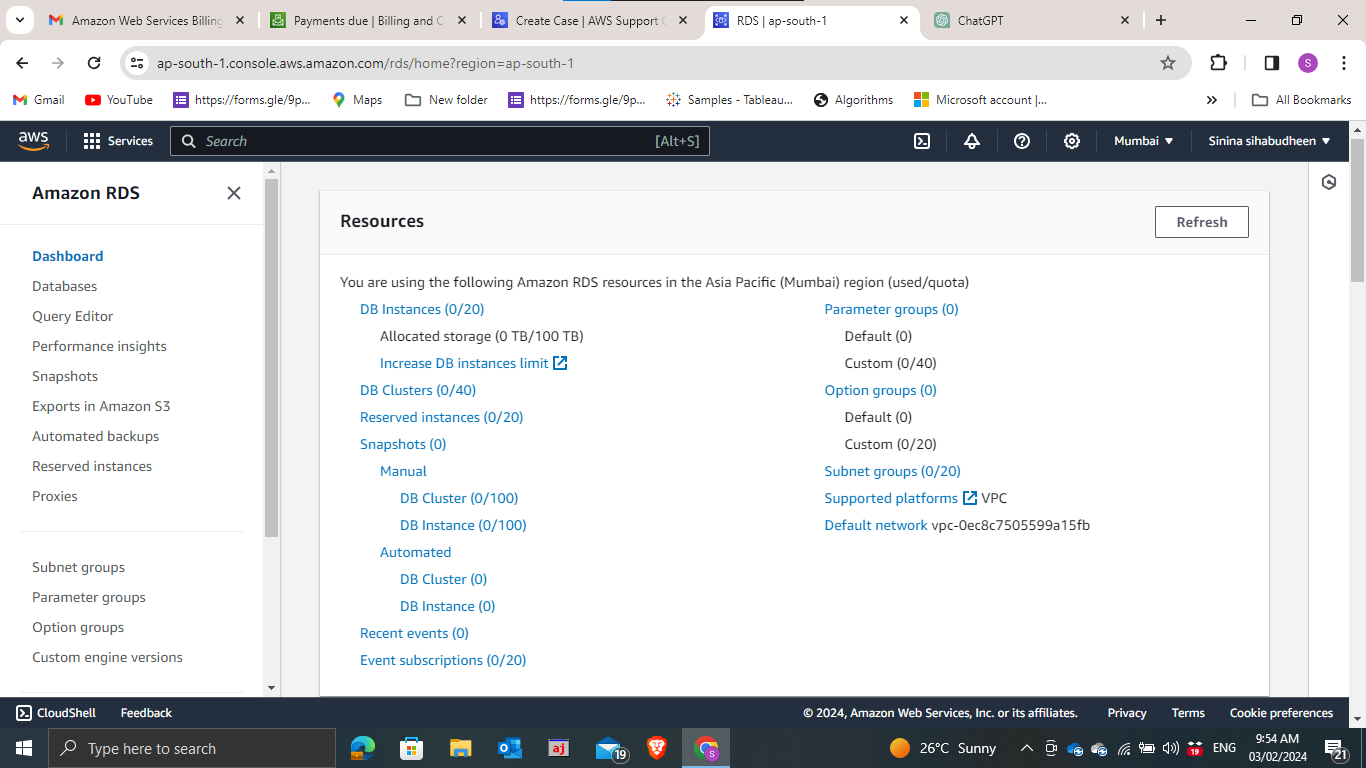 Amazon Web Services Billing
Payments due | Billing and C
Create Case | AWS Support C
RDS | ap-south-1
ChatGPT
ap-south-1.console.aws.amazon.com/rds/home?region=ap-south-1
S
Gmail
YouTube
https://forms.gle/9p...
Maps
New folder
https://forms.gle/9p...
Samples - Tableau...
Algorithms
Microsoft account |...
All Bookmarks
aws
Services
Search
[Alt+S]
Mumbai
Sinina sihabudheen
Amazon RDS
Dashboard
Databases
Query Editor
Performance insights
Snapshots
Exports in Amazon S3
Automated backups
Reserved instances
Proxies
Subnet groups
Parameter groups
Option groups
Custom engine versions
Resources
Refresh
You are using the following Amazon RDS resources in the Asia Pacific (Mumbai) region (used/quota)
DB Instances (0/20)
Allocated storage (0 TB/100 TB)
Increase DB instances limit
DB Clusters (0/40)
Reserved instances (0/20)
Snapshots (0)
Manual
DB Cluster (0/100)
DB Instance (0/100)
Automated
DB Cluster (0)
DB Instance (0)
Recent events (0)
Event subscriptions (0/20)
Parameter groups (0)
Default (0)
Custom (0/40)
Option groups (0)
Default (0)
Custom (0/20)
Subnet groups (0/20)
Supported platforms VPC
Default network vpc-0ec8c7505599a15fb
CloudShell
Feedback
© 2024, Amazon Web Services, Inc. or its affiliates.
Privacy
Terms
Cookie preferences
Type here to search
aj
19
S
26°C Sunny
19
ENG
9:54 AM
03/02/2024
21